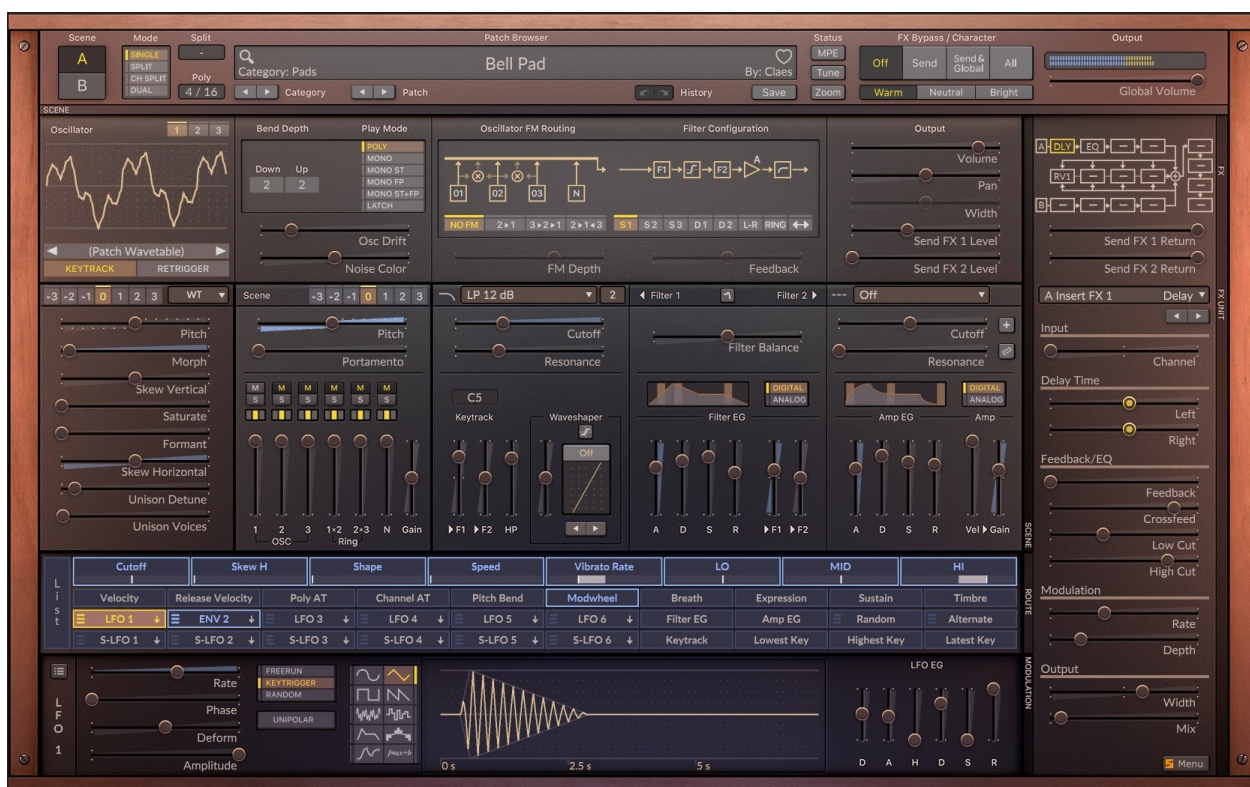 Scene Mode Split Patch Browser Status FX Bypass / Character Output
A SINGLE - MPE Off Send Send & Global All
SPLIT Bell Pad
CH SPLIT Poly Category: Pads By: Claes Tune
B DUAL 4 / 16 Category Patch History Save Zoom Warm Neutral Bright Global Volume
SCENE
Oscillator 1 2 3 Bend Depth Play Mode Oscillator FM Routing Filter Configuration Output
POLY
MONO
MONO ST
MONO FP
MONO ST+FP
LATCH
Down Up
2 2
O1 O2 O3 N
F1 F2 A
NO FM 2▸1 3▸2▸1 2▸1◂3 S1 S2 S3 D1 D2 L-R RING
Volume
Pan
Width
Send FX 1 Level
Send FX 2 Level
(Patch Wavetable)
KEYTRACK RETRIGGER
Osc Drift
Noise Color
FM Depth Feedback
A DLY EQ
RV1
B
FX
Send FX 1 Return
Send FX 2 Return
-3 -2 -1 0 1 2 3 WT
Pitch
Morph
Skew Vertical
Saturate
Formant
Skew Horizontal
Unison Detune
Unison Voices
Scene -3 -2 -1 0 1 2 3
Pitch
Portamento
M M M M M M
S S S S S S
1 2 3 1×2 2×3 N Gain
OSC Ring
LP 12 dB 2
Cutoff
Resonance
C5
Keytrack
▸F1 ▸F2 HP
Waveshaper
Off
Filter 1 Filter 2
Filter Balance
DIGITAL
ANALOG
Filter EG
A D S R ▸F1 ▸F2
--- Off
Cutoff +
Resonance
DIGITAL
ANALOG
Amp EG Amp
A D S R Vel ▸ Gain
SCENE
FX UNIT
A Insert FX 1 Delay
Input
Channel
Delay Time
Left
Right
Feedback/EQ
Feedback
Crossfeed
Low Cut
High Cut
Modulation
Rate
Depth
Output
Width
Mix
Menu
List
Cutoff Skew H Shape Speed Vibrato Rate LO MID HI
Velocity Release Velocity Poly AT Channel AT Pitch Bend Modwheel Breath Expression Sustain Timbre
LFO 1 ENV 2 LFO 3 LFO 4 LFO 5 LFO 6 Filter EG Amp EG Random Alternate
S-LFO 1 S-LFO 2 S-LFO 3 S-LFO 4 S-LFO 5 S-LFO 6 Keytrack Lowest Key Highest Key Latest Key
ROUTE
MODULATION
LFO 1
Rate
Phase
Deform
Amplitude
FREERUN
KEYTRIGGER
RANDOM
UNIPOLAR
0 s 2.5 s 5 s
LFO EG
D A H D S R